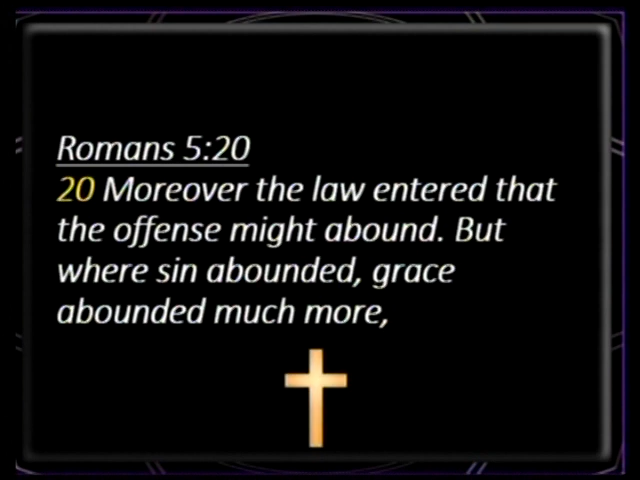 Romans 5:20
20 Moreover the law entered that
the offense might abound. But
where sin abounded, grace
abounded much more,